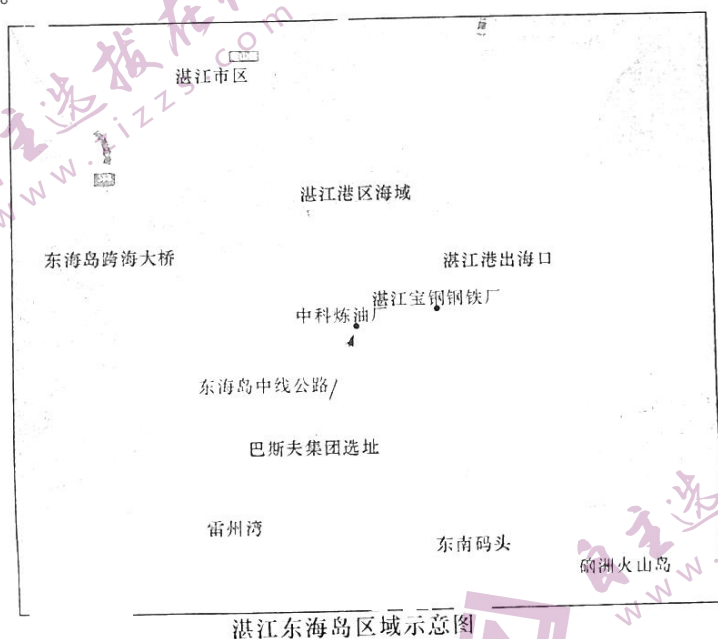 湛江市区
湛江港区海域
东海岛跨海大桥
湛江港出海口
湛江宝钢钢铁厂
中科炼油厂
东海岛中线公路
巴斯夫集团选址
雷州湾
东南码头
硇洲火山岛
湛江东海岛区域示意图